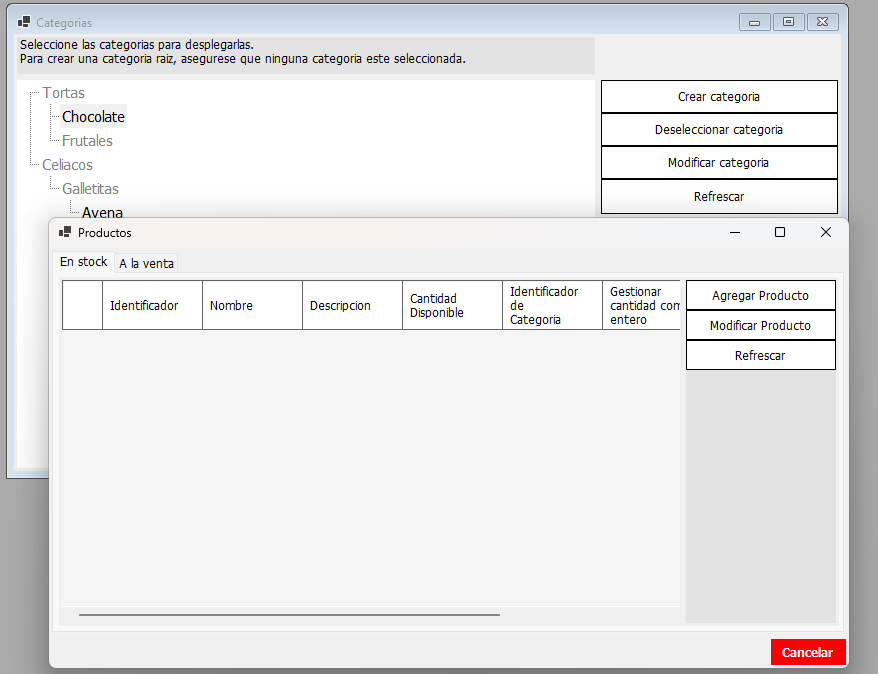 Categorias
Seleccione las categorias para desplegarlas.
Para crear una categoria raiz, asegurese que ninguna categoria este seleccionada.
Tortas
Chocolate
Frutales
Celiacos
Galletitas
Avena
Crear categoria
Deseleccionar categoria
Modificar categoria
Refrescar
Productos
En stock
A la venta
Identificador
Nombre
Descripcion
Cantidad
Disponible
Identificador
de
Categoria
Gestionar
cantidad com
entero
Agregar Producto
Modificar Producto
Refrescar
Cancelar